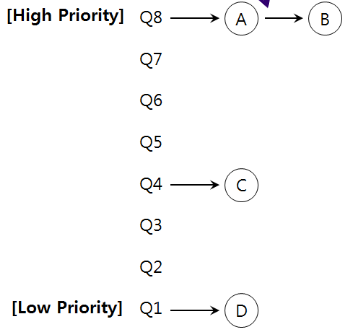 [High Priority] Q8 A B
Q7
Q6
Q5
Q4 C
Q3
Q2
[Low Priority] Q1 D